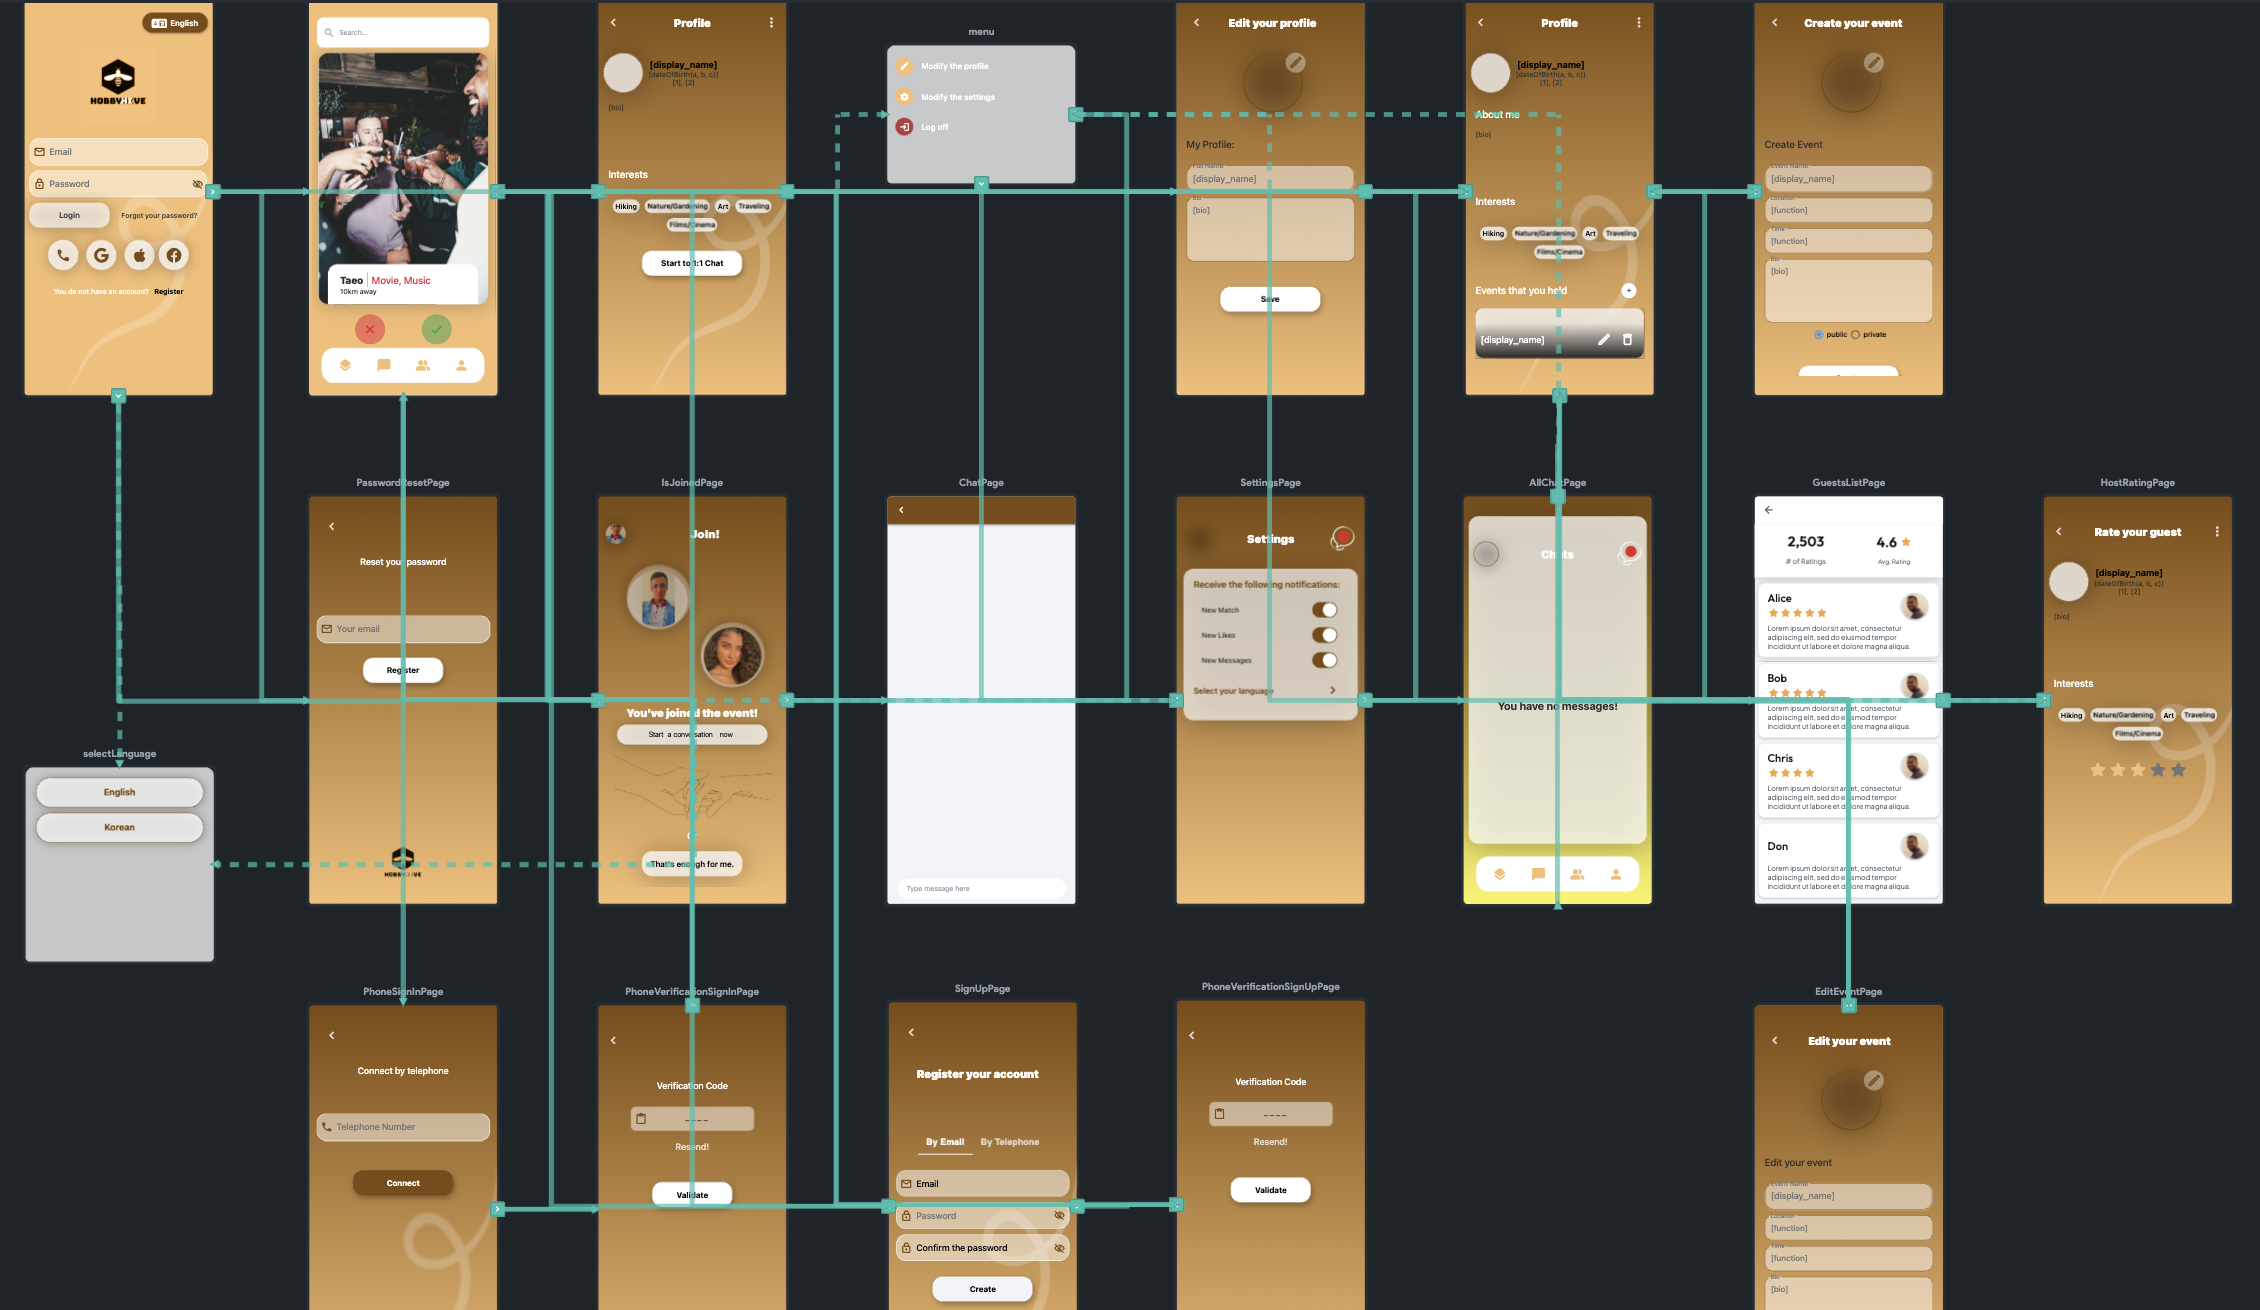 English
HOBBYHIVE
Email
Password
Login
Forgot your password?
You do not have an account? Register
Search...
Taeo
Movie, Music
10km away
Profile
[display_name]
[dateOfBirth(a, b, c)]
[1], [2]
[bio]
Interests
Hiking
Nature/Gardening
Art
Traveling
Films/Cinema
Start to 1:1 Chat
menu
Modify the profile
Modify the settings
Log off
Edit your profile
My Profile:
Full Name
[display_name]
Bio
[bio]
Save
Profile
[display_name]
[dateOfBirth(a, b, c)]
[1], [2]
About me
[bio]
Interests
Hiking
Nature/Gardening
Art
Traveling
Films/Cinema
Events that you held
[display_name]
Create your event
Create Event
Event Name
[display_name]
Location
[function]
Time
[function]
Bio
[bio]
public
private
PasswordResetPage
Reset your password
Your email
Register
HOBBYHIVE
IsJoinedPage
Join!
You've joined the event!
Start a conversation now
Or
That's enough for me.
ChatPage
Type message here
SettingsPage
Settings
Receive the following notifications:
New Match
New Likes
New Messages
Select your language
AllChatPage
Chats
You have no messages!
GuestsListPage
2,503
# of Ratings
4.6
Avg. Rating
Alice
Lorem ipsum dolor sit amet, consectetur
adipiscing elit, sed do eiusmod tempor
incididunt ut labore et dolore magna aliqua.
Bob
Lorem ipsum dolor sit amet, consectetur
adipiscing elit, sed do eiusmod tempor
incididunt ut labore et dolore magna aliqua.
Chris
Lorem ipsum dolor sit amet, consectetur
adipiscing elit, sed do eiusmod tempor
incididunt ut labore et dolore magna aliqua.
Don
Lorem ipsum dolor sit amet, consectetur
adipiscing elit, sed do eiusmod tempor
incididunt ut labore et dolore magna aliqua.
HostRatingPage
Rate your guest
[display_name]
[dateOfBirth(a, b, c)]
[1], [2]
[bio]
Interests
Hiking
Nature/Gardening
Art
Traveling
Films/Cinema
selectLanguage
English
Korean
PhoneSignInPage
Connect by telephone
Telephone Number
Connect
PhoneVerificationSignInPage
Verification Code
----
Resend!
Validate
SignUpPage
Register your account
By Email
By Telephone
Email
Password
Confirm the password
Create
PhoneVerificationSignUpPage
Verification Code
----
Resend!
Validate
EditEventPage
Edit your event
Edit your event
Event Name
[display_name]
Location
[function]
Time
[function]
Bio
[bio]